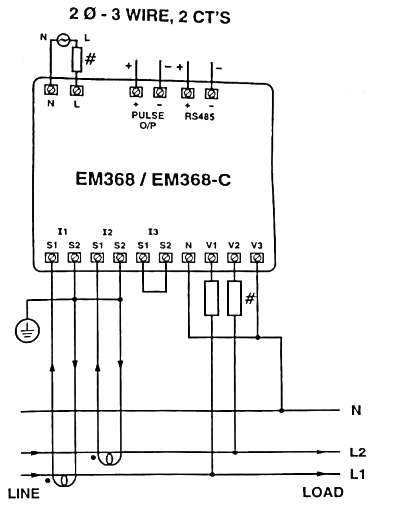 2 Ø - 3 WIRE, 2 CT'S
N L
#
+ - + -
N L + - + -
PULSE RS485
O/P
EM368 / EM368-C
I1 I2 I3
S1 S2 S1 S2 S1 S2 N V1 V2 V3
#
N
L2
L1
LINE LOAD